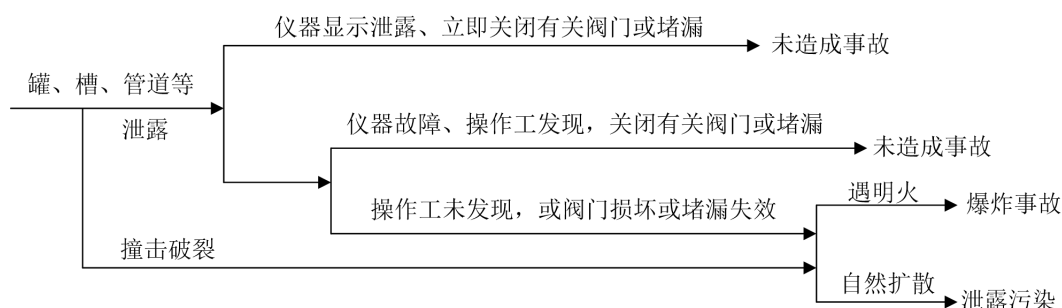 仪器显示泄露、立即关闭有关阀门或堵漏
未造成事故
罐、槽、管道等
泄露
仪器故障、操作工发现，关闭有关阀门或堵漏
未造成事故
遇明火
爆炸事故
操作工未发现，或阀门损坏或堵漏失效
撞击破裂
自然扩散
泄露污染